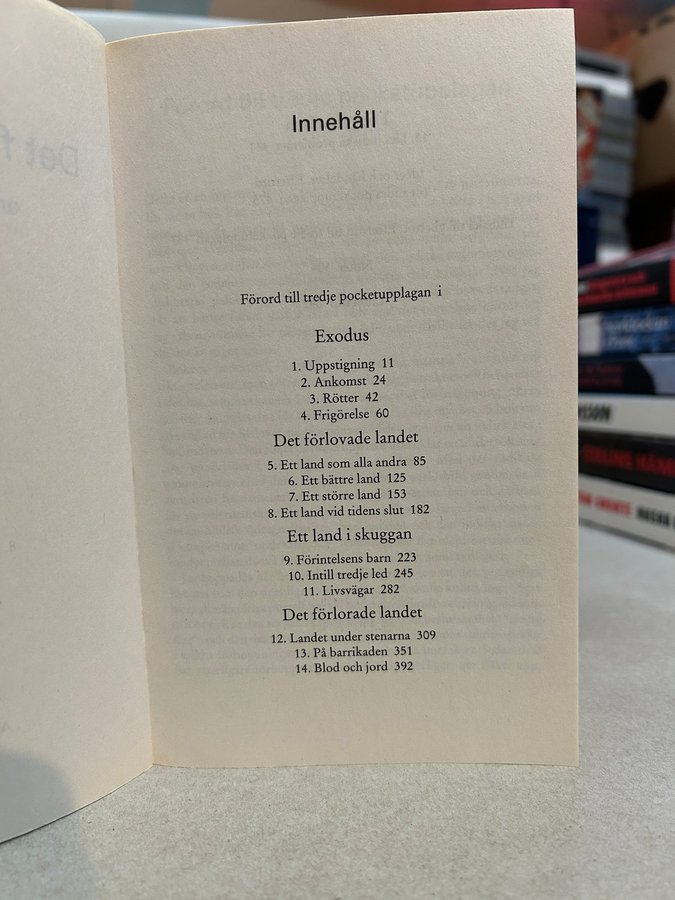 Innehåll
Förord till tredje pocketupplagan i
Exodus
1. Uppstigning 11
2. Ankomst 24
3. Rötter 42
4. Frigörelse 60
Det förlovade landet
5. Ett land som alla andra 85
6. Ett bättre land 125
7. Ett större land 153
8. Ett land vid tidens slut 182
Ett land i skuggan
9. Förintelsens barn 223
10. Intill tredje led 245
11. Livsvägar 282
Det förlorade landet
12. Landet under stenarna 309
13. På barrikaden 351
14. Blod och jord 392